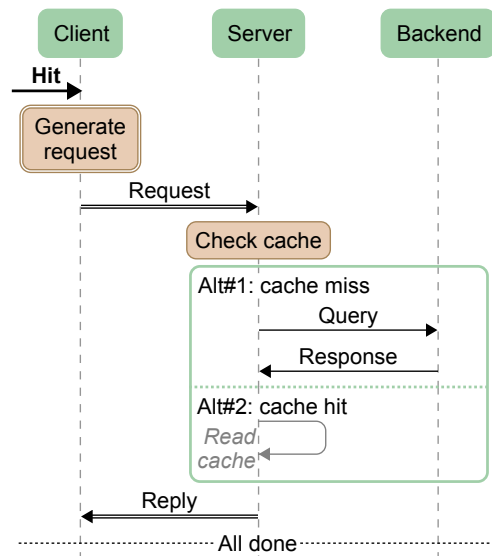 Client Server Backend
Hit
Generate
request
Request
Check cache
Alt#1: cache miss
Query
Response
Alt#2: cache hit
Read
cache
Reply
All done